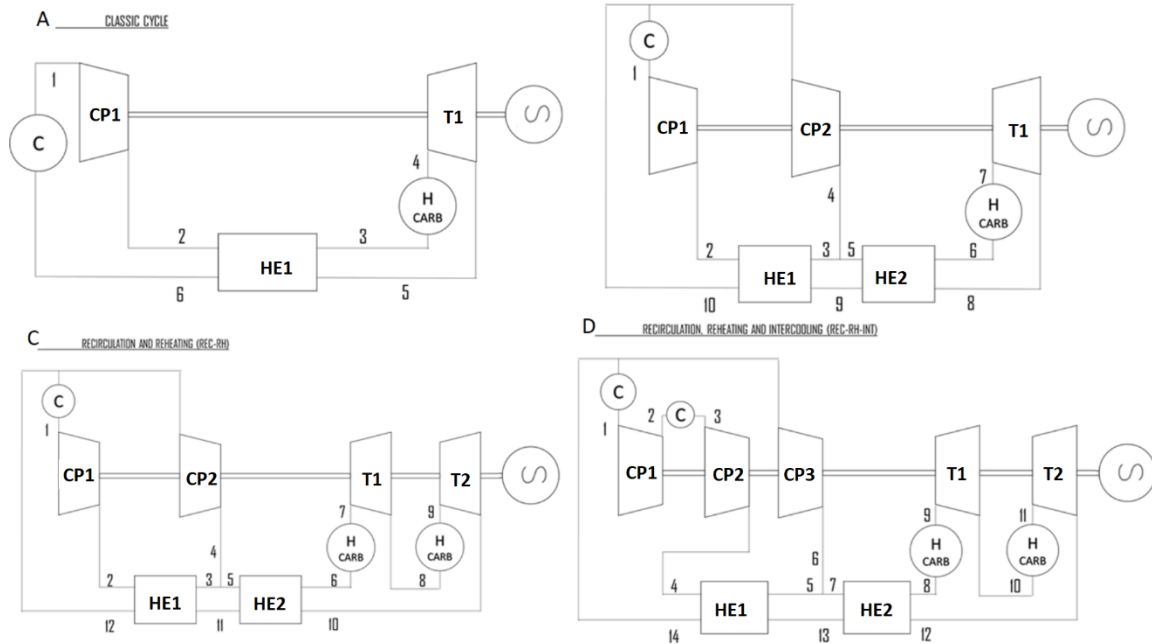 A CLASSIC CYCLE
1
CP1
T1
S
C
4
H
CARB
2
3
HE1
6
5
C
1
CP1
CP2
T1
S
4
7
H
CARB
2
3
5
6
HE1
HE2
10
9
8
C RECIRCULATION AND REHEATING (REC-RH)
C
1
CP1
CP2
T1
T2
S
7
9
4
H
CARB
H
CARB
2
3
5
6
8
HE1
HE2
12
11
10
D RECIRCULATION, REHEATING AND INTERCOOLING (REC-RH-INT)
C
2
C
3
1
CP1
CP2
CP3
T1
T2
S
9
11
6
H
CARB
H
CARB
4
5
7
8
10
HE1
HE2
14
13
12